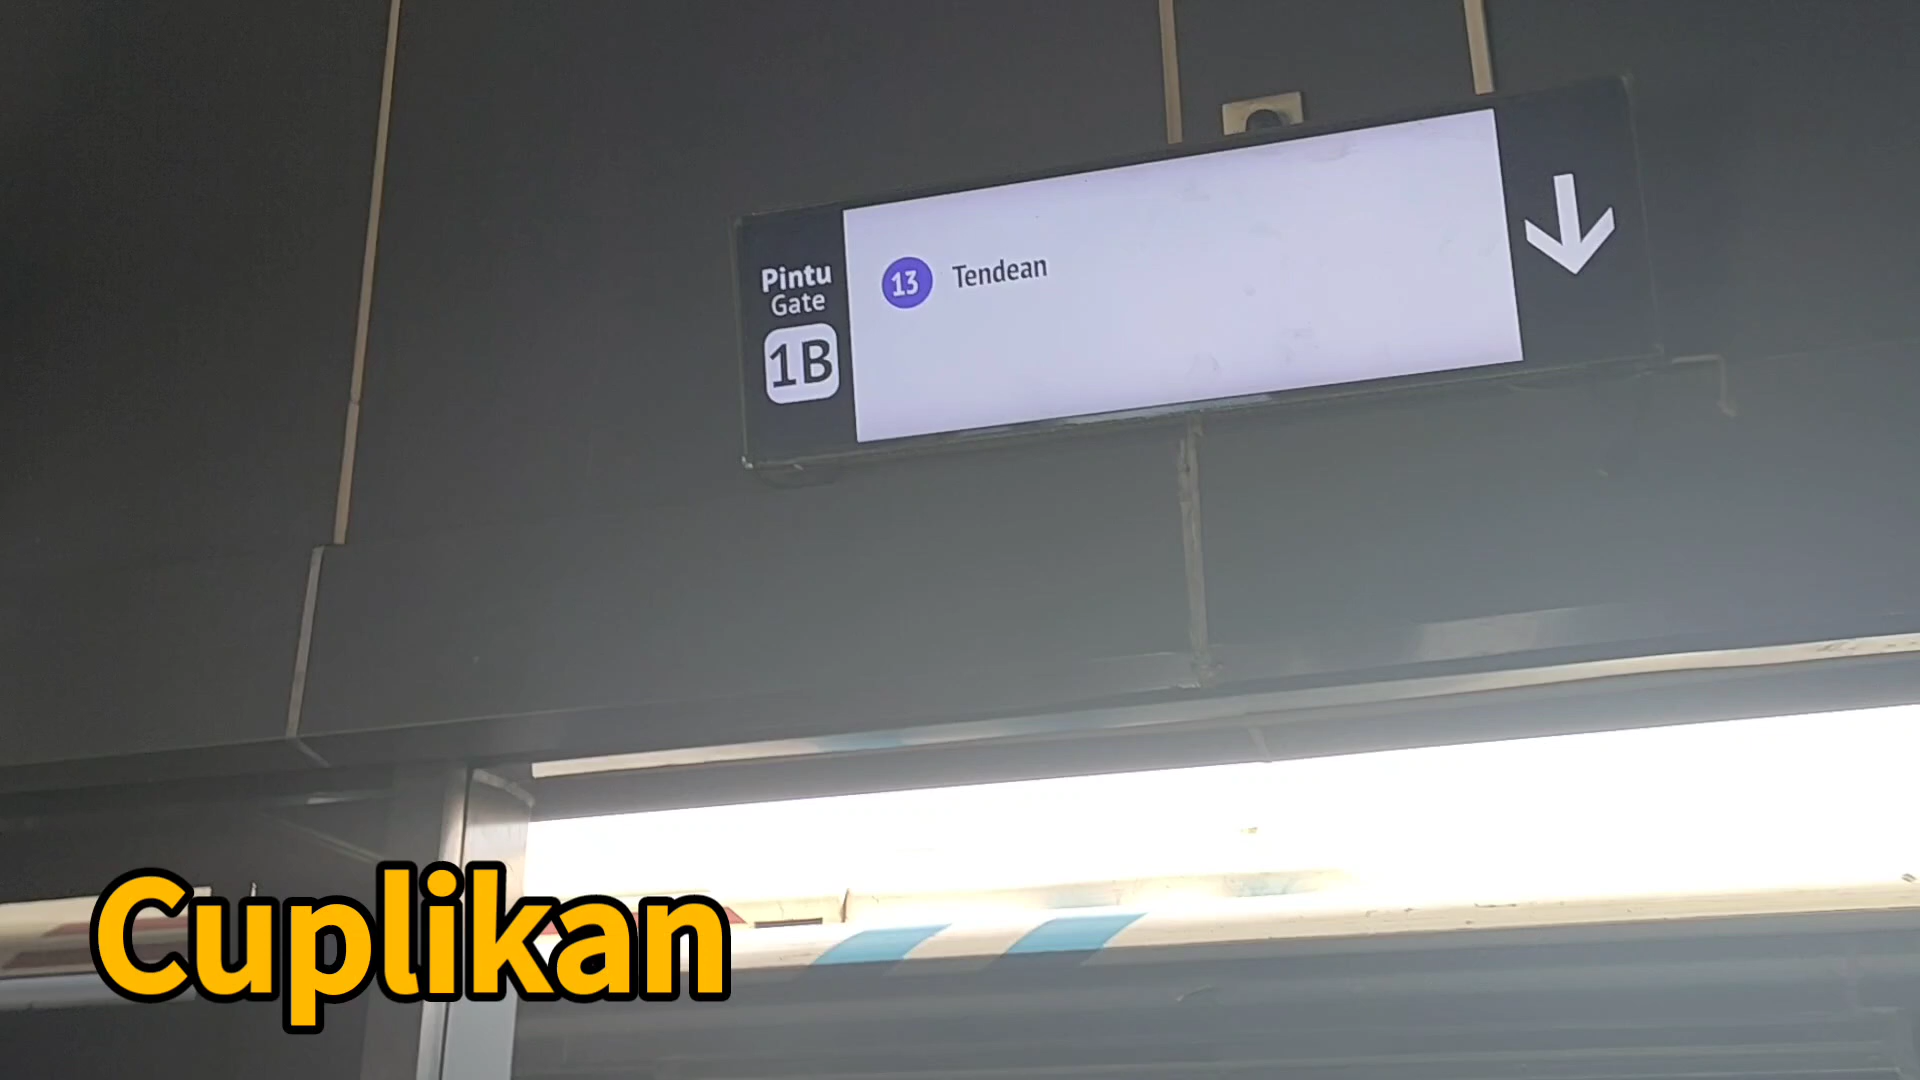 Pintu
Gate
1B
13 Tendean
Cuplikan